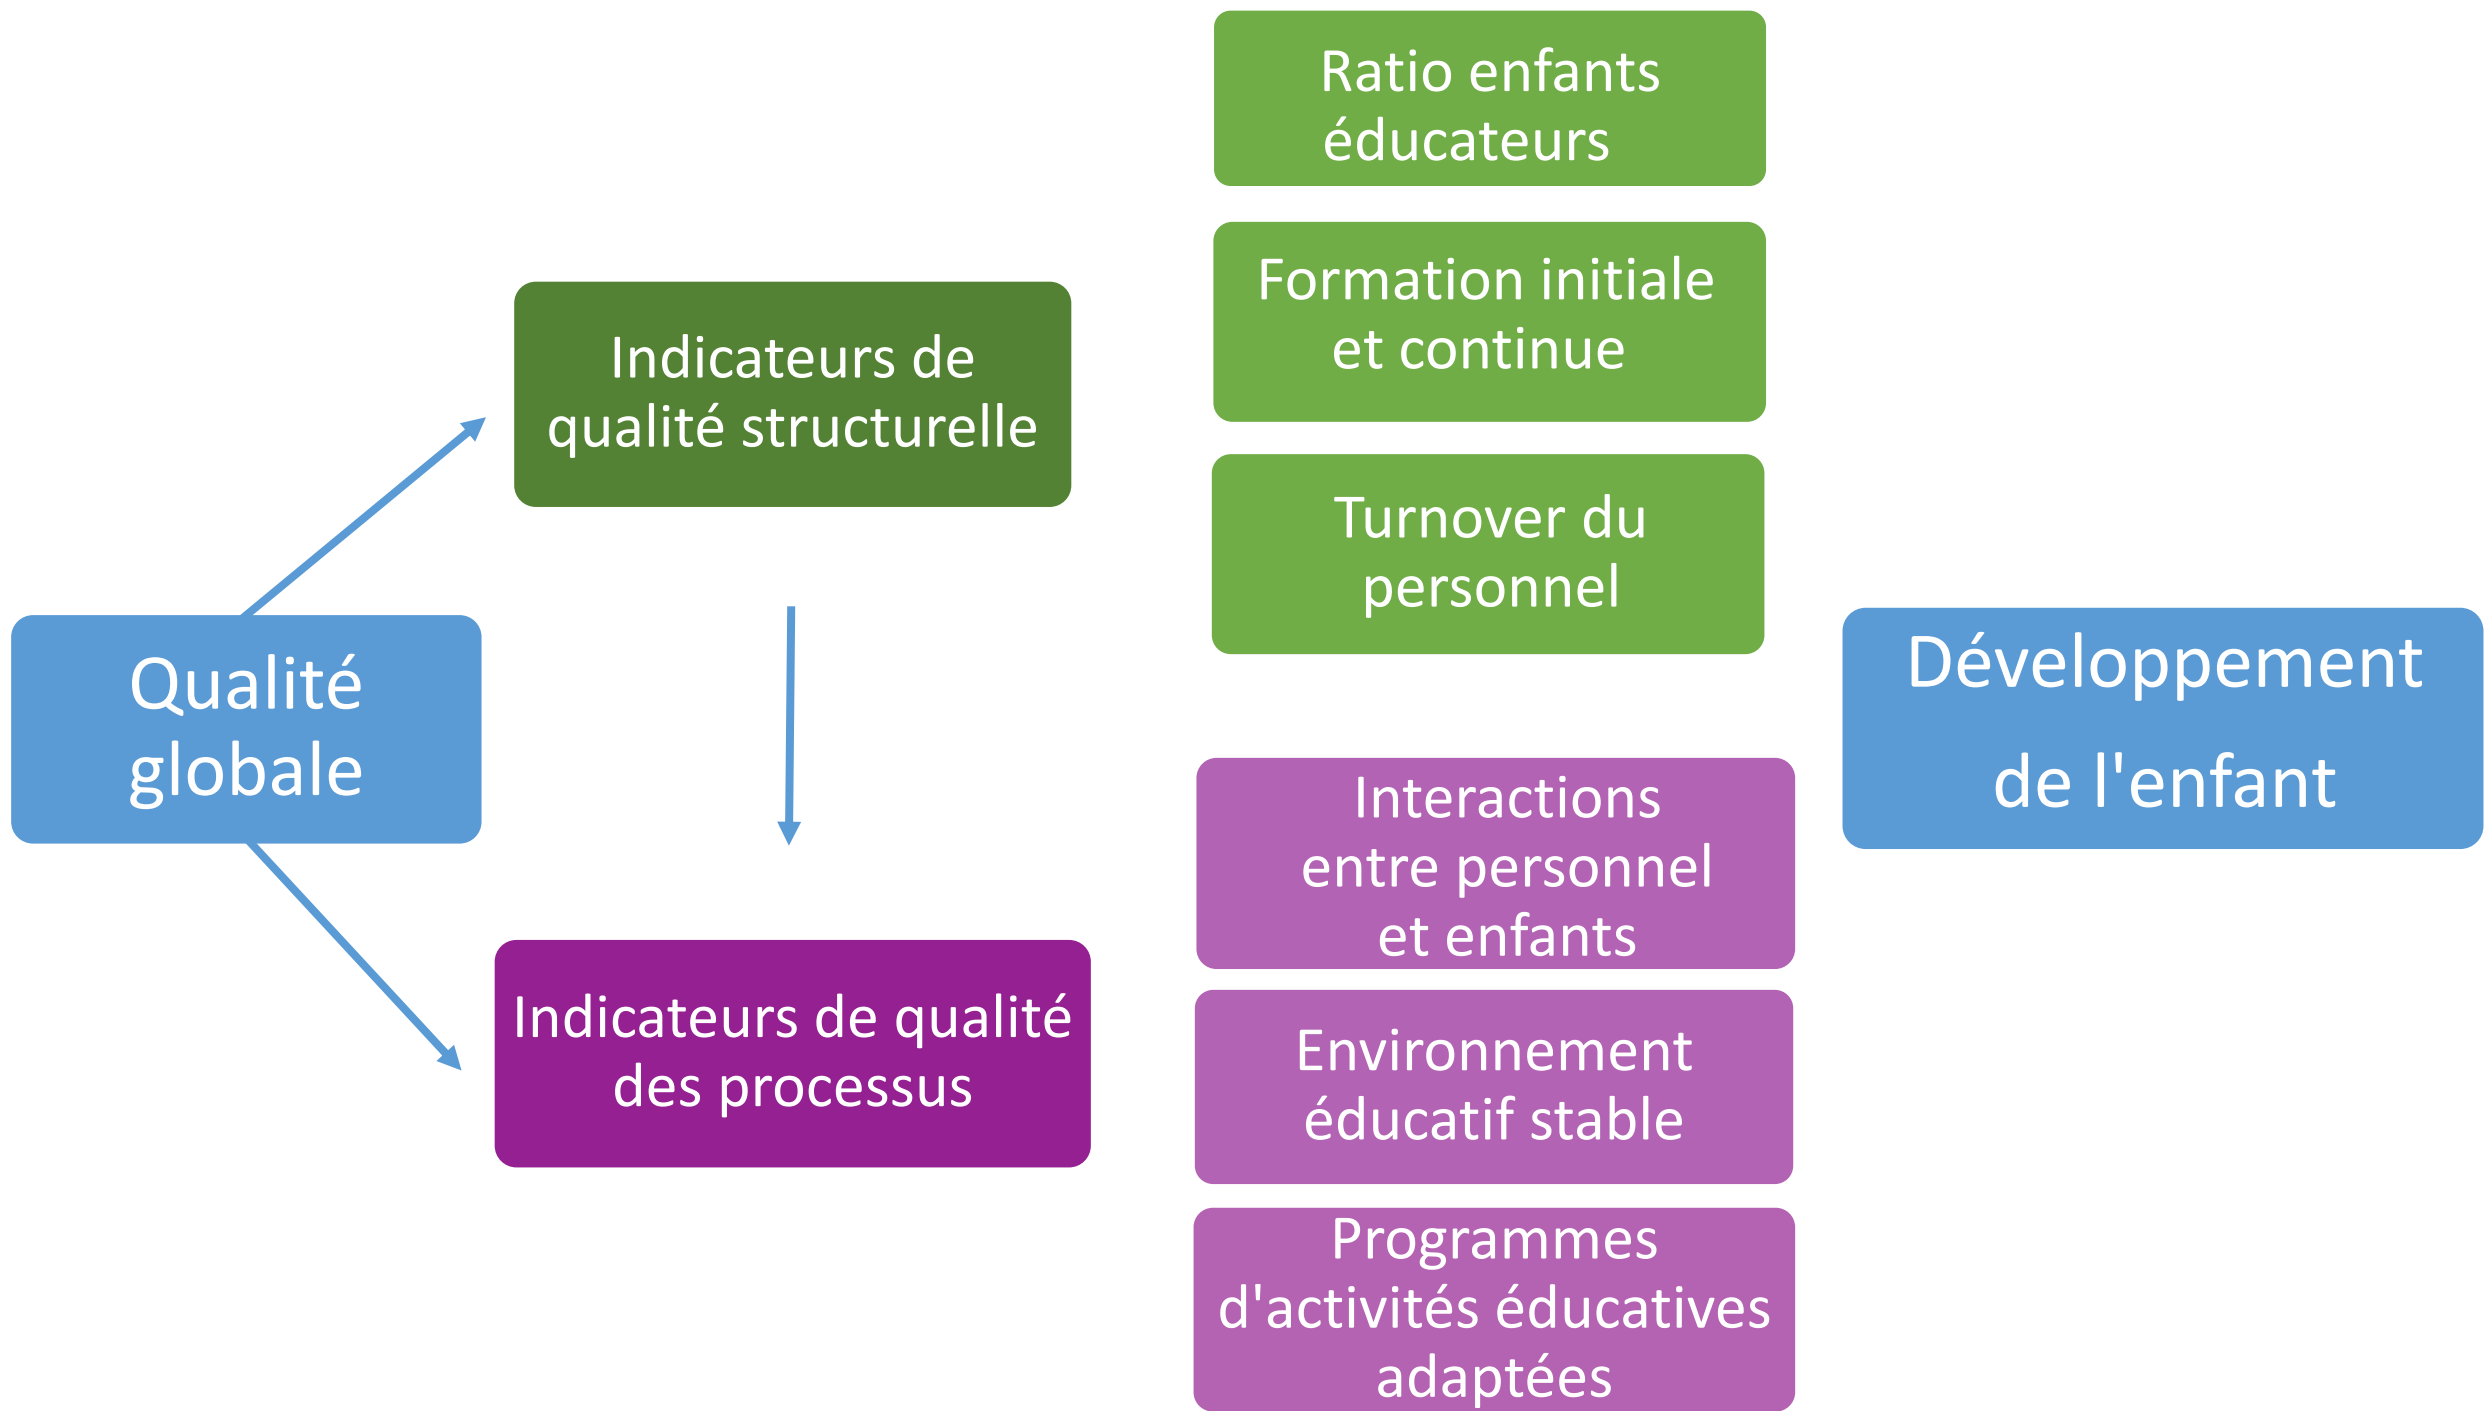 Qualité
globale
Indicateurs de
qualité structurelle
Indicateurs de qualité
des processus
Ratio enfants
éducateurs
Formation initiale
et continue
Turnover du
personnel
Interactions
entre personnel
et enfants
Environnement
éducatif stable
Programmes
d'activités éducatives
adaptées
Développement
de l'enfant